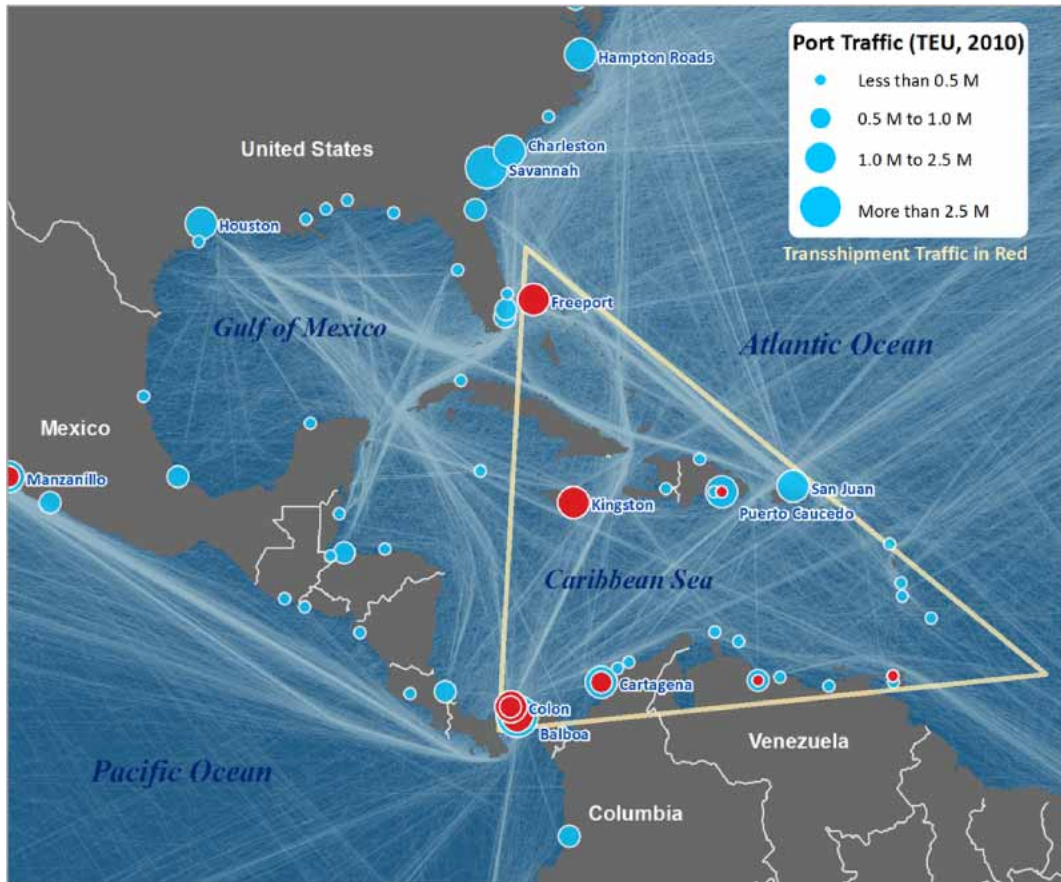 Port Traffic (TEU, 2010)
Less than 0.5 M
0.5 M to 1.0 M
1.0 M to 2.5 M
More than 2.5 M
Transshipment Traffic in Red
Hampton Roads
United States
Charleston
Savannah
Houston
Freeport
Gulf of Mexico
Atlantic Ocean
Mexico
Manzanillo
San Juan
Kingston
Puerto Caucedo
Caribbean Sea
Cartagena
Colon
Balboa
Venezuela
Pacific Ocean
Columbia